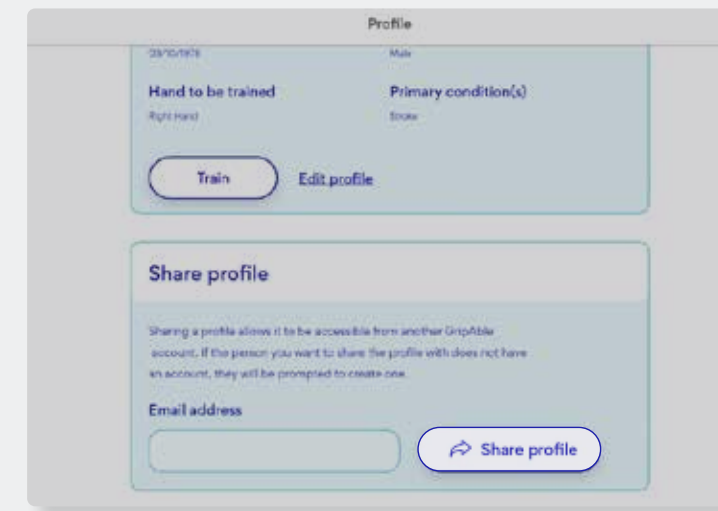 Profile
Male
Hand to be trained
Primary condition(s)
Right Hand
Stroke
Train
Edit profile
Share profile
Sharing a profile allows it to be accessible from another GripAble
account. If the person you want to share the profile with does not have
an account, they will be prompted to create one.
Email address
Share profile